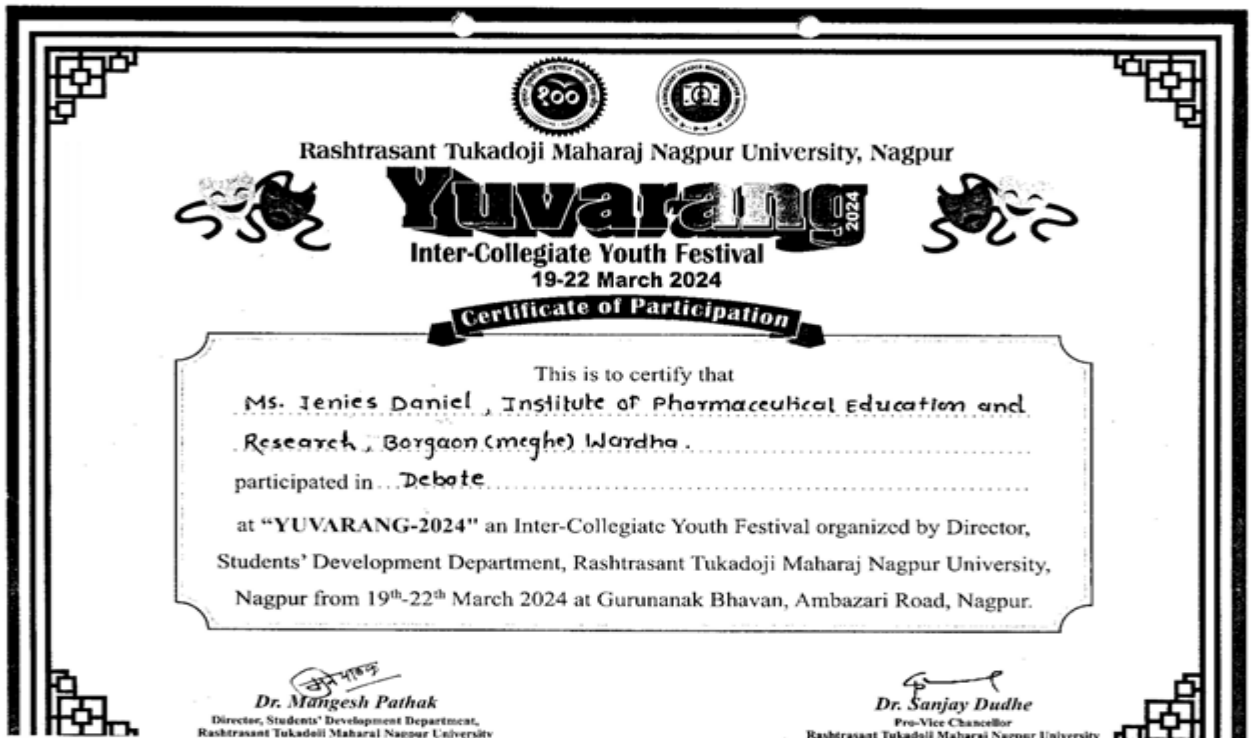 १००
Rashtrasant Tukadoji Maharaj Nagpur University, Nagpur
Yuvarang 2024
Inter-Collegiate Youth Festival
19-22 March 2024
Certificate of Participation
This is to certify that
Ms. Jenies Daniel, Institute of Pharmaceutical Education and
Research, Borgaon (meghe) Wardha.
participated in Debate
at “YUVARANG-2024" an Inter-Collegiate Youth Festival organized by Director,
Students’ Development Department, Rashtrasant Tukadoji Maharaj Nagpur University,
Nagpur from 19th-22th March 2024 at Gurunanak Bhavan, Ambazari Road, Nagpur.
Dr. Mangesh Pathak
Director, Students’ Development Department,
Rashtrasant Tukadoji Maharaj Nagpur University
Dr. Sanjay Dudhe
Pro-Vice Chancellor
Rashtrasant Tukadoji Maharaj Nagpur University